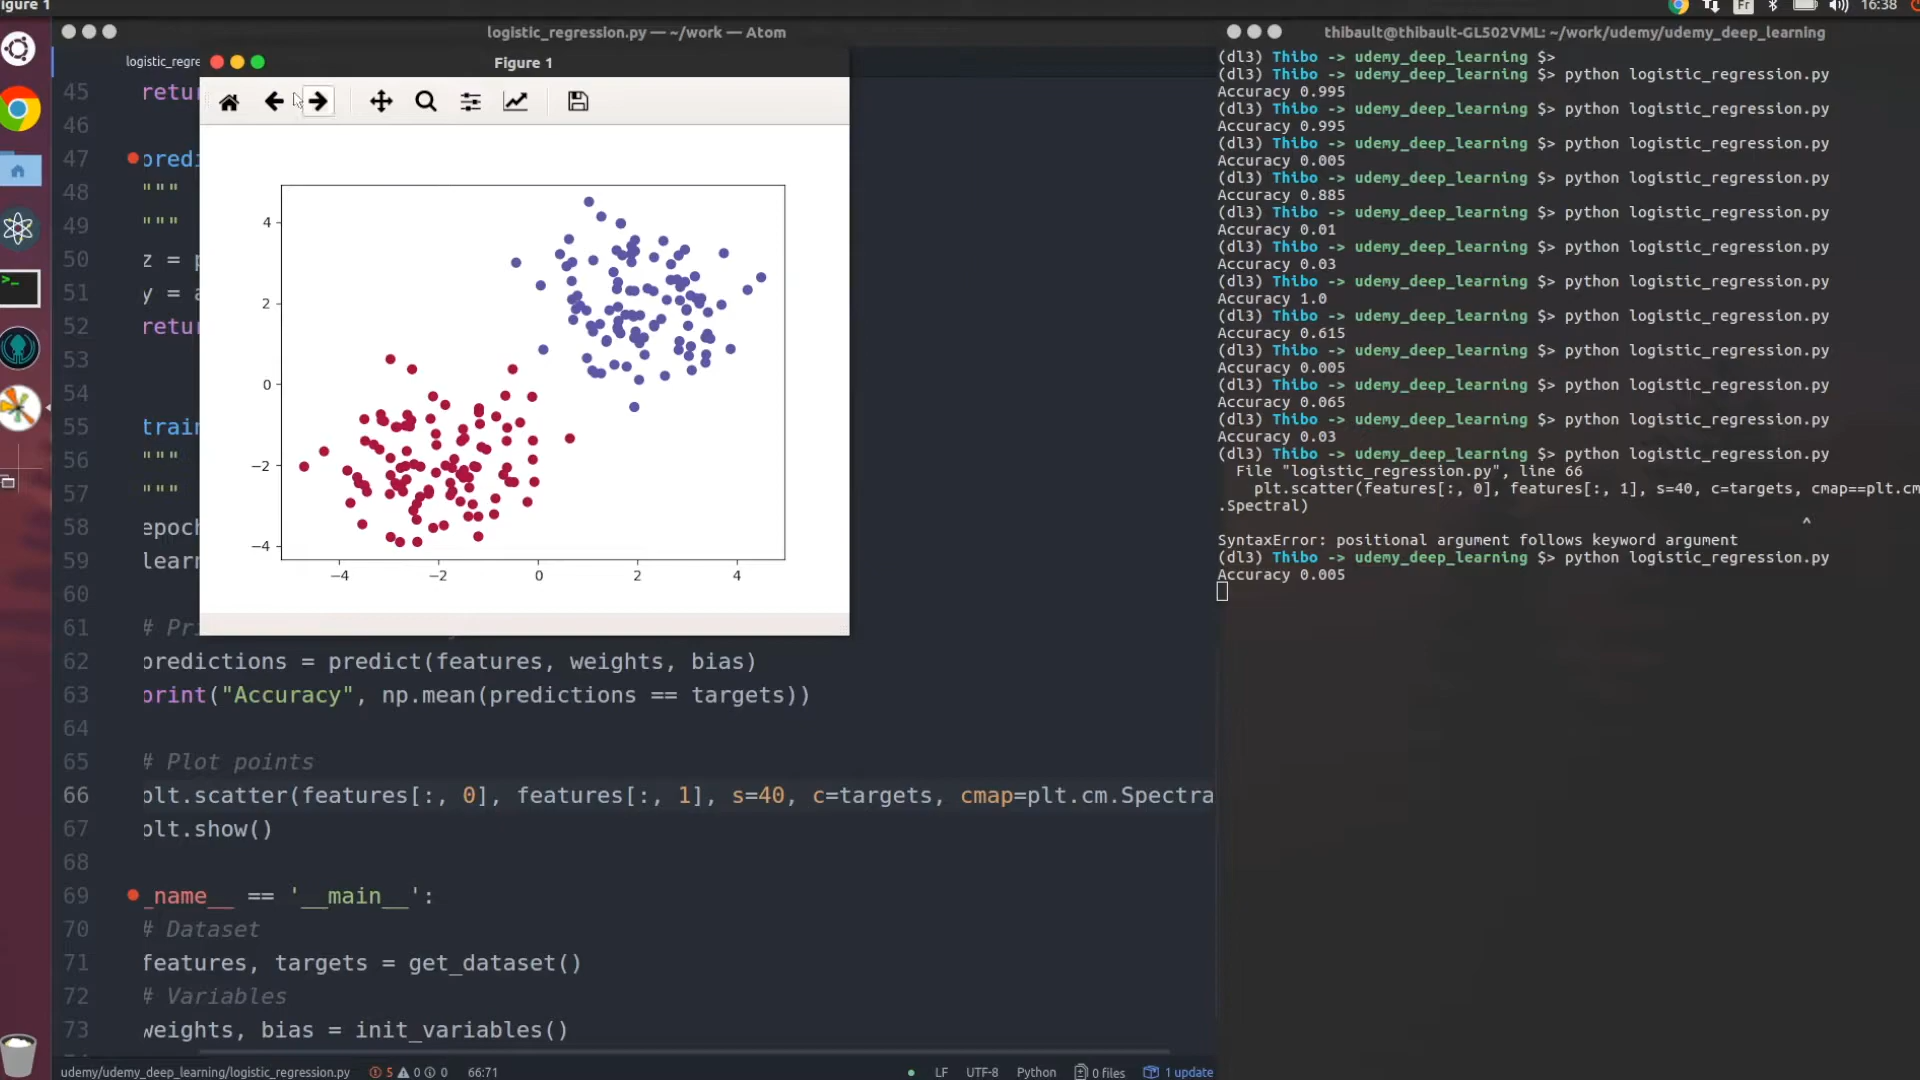 igure 1
Fr
16:38
logistic_regression.py — ~/work — Atom
thibault@thibault-GL502VML: ~/work/udemy/udemy_deep_learning
logistic_regre
Figure 1
45 retur
46
47 predi
48 """
49 """
50 z = p
51 y = a
52 retur
53
54
55 train
56 """
57 """
58 epoch
59 learn
60
61 # Pri
62 predictions = predict(features, weights, bias)
63 print("Accuracy", np.mean(predictions == targets))
64
65 # Plot points
66 plt.scatter(features[:, 0], features[:, 1], s=40, c=targets, cmap=plt.cm.Spectra
67 plt.show()
68
69 _name__ == '__main__':
70 # Dataset
71 features, targets = get_dataset()
72 # Variables
73 weights, bias = init_variables()
4
2
0
−2
−4
−4 −2 0 2 4
(dl3) Thibo -> udemy_deep_learning $>
(dl3) Thibo -> udemy_deep_learning $> python logistic_regression.py
Accuracy 0.995
(dl3) Thibo -> udemy_deep_learning $> python logistic_regression.py
Accuracy 0.995
(dl3) Thibo -> udemy_deep_learning $> python logistic_regression.py
Accuracy 0.005
(dl3) Thibo -> udemy_deep_learning $> python logistic_regression.py
Accuracy 0.885
(dl3) Thibo -> udemy_deep_learning $> python logistic_regression.py
Accuracy 0.01
(dl3) Thibo -> udemy_deep_learning $> python logistic_regression.py
Accuracy 0.03
(dl3) Thibo -> udemy_deep_learning $> python logistic_regression.py
Accuracy 1.0
(dl3) Thibo -> udemy_deep_learning $> python logistic_regression.py
Accuracy 0.615
(dl3) Thibo -> udemy_deep_learning $> python logistic_regression.py
Accuracy 0.005
(dl3) Thibo -> udemy_deep_learning $> python logistic_regression.py
Accuracy 0.065
(dl3) Thibo -> udemy_deep_learning $> python logistic_regression.py
Accuracy 0.03
(dl3) Thibo -> udemy_deep_learning $> python logistic_regression.py
File "logistic_regression.py", line 66
plt.scatter(features[:, 0], features[:, 1], s=40, c=targets, cmap==plt.cm
.Spectral)
^
SyntaxError: positional argument follows keyword argument
(dl3) Thibo -> udemy_deep_learning $> python logistic_regression.py
Accuracy 0.005
udemy/udemy_deep_learning/logistic_regression.py 5 0 0 66:71 LF UTF-8 Python 0 files 1 update